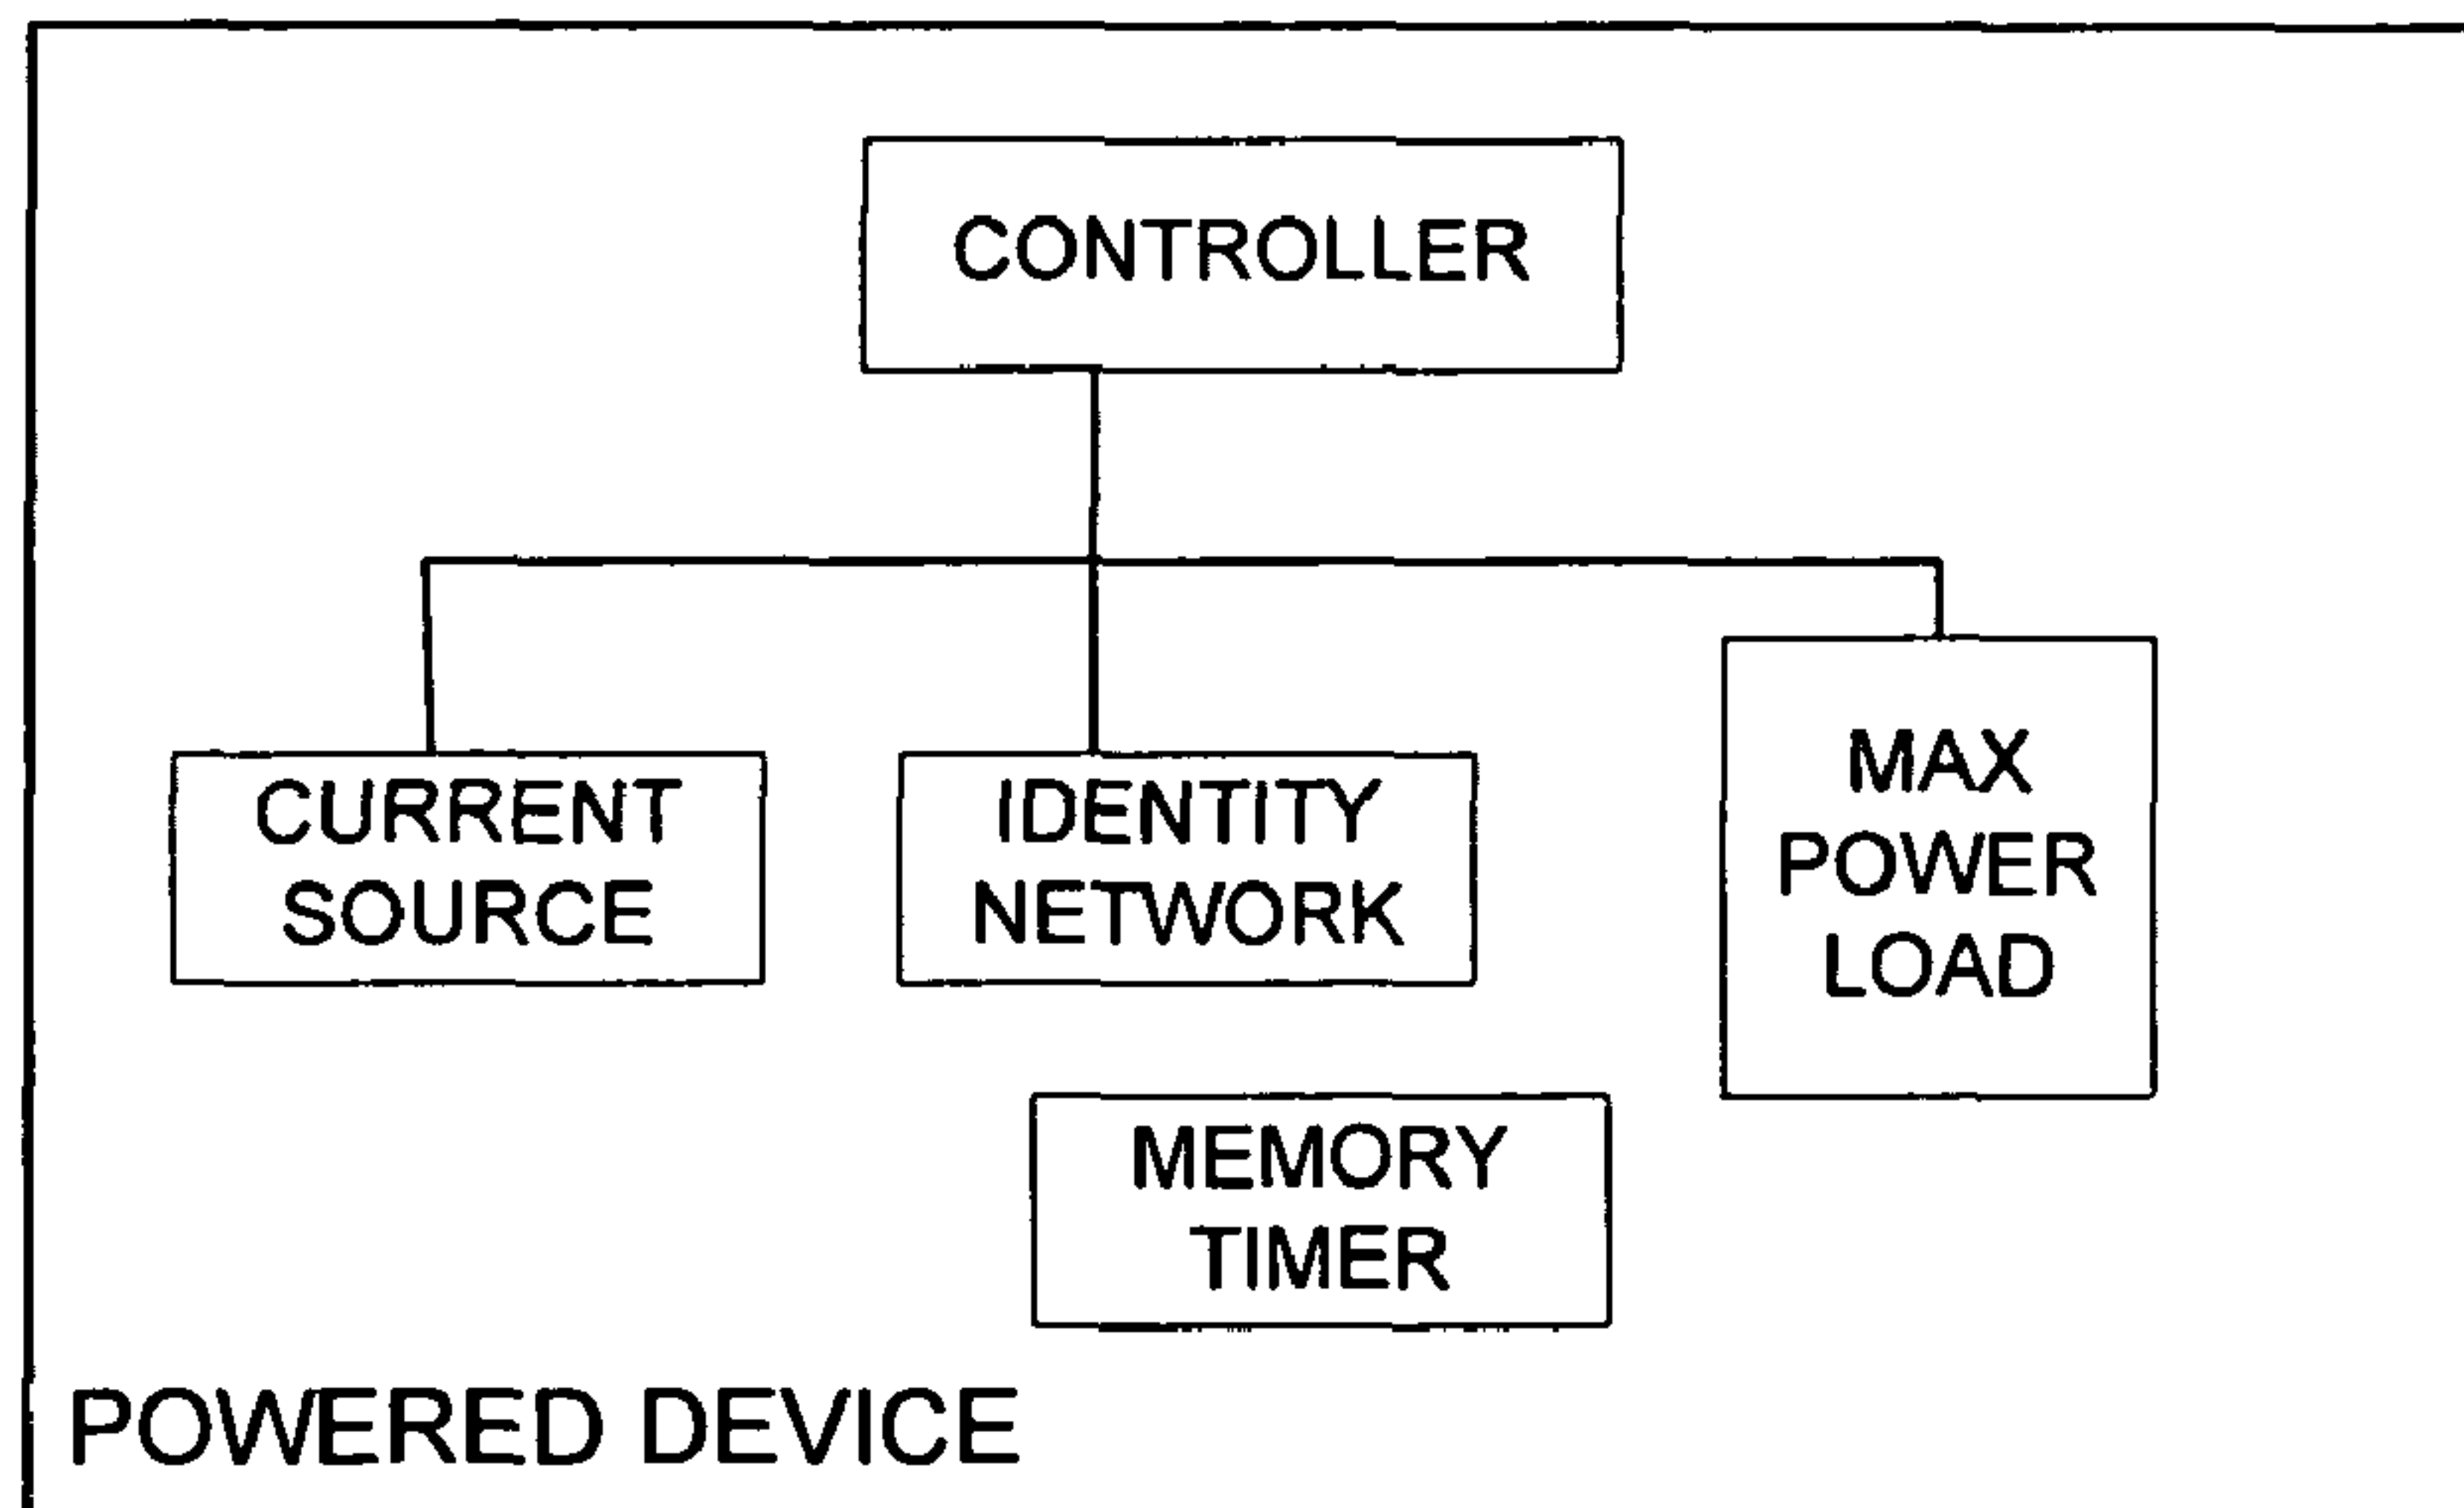 CONTROLLER
CURRENT
SOURCE
IDENTITY
NETWORK
MAX
POWER
LOAD
MEMORY
TIMER
POWERED DEVICE